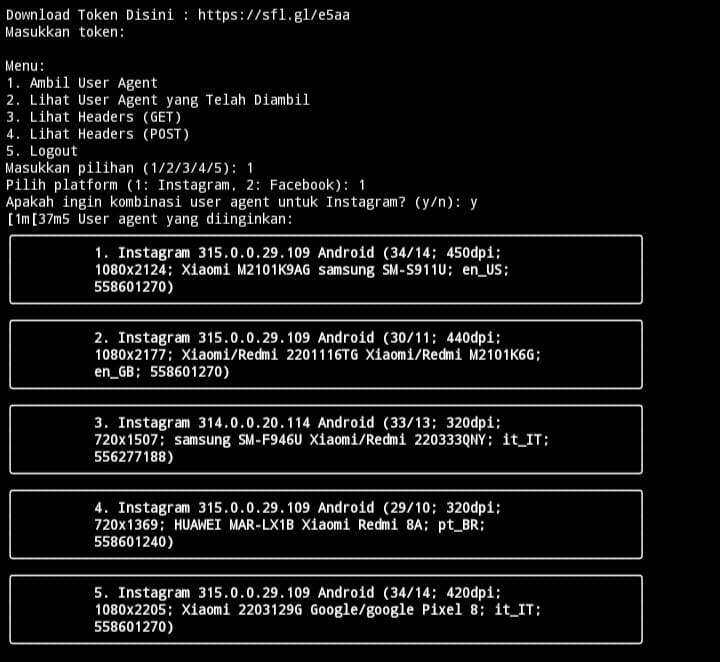 Download Token Disini : https://sfl.gl/e5aa
Masukkan token:
Menu:
1. Ambil User Agent
2. Lihat User Agent yang Telah Diambil
3. Lihat Headers (GET)
4. Lihat Headers (POST)
5. Logout
Masukkan pilihan (1/2/3/4/5): 1
Pilih platform (1: Instagram, 2: Facebook): 1
Apakah ingin kombinasi user agent untuk Instagram? (y/n): y
[1m[37m5 User agent yang diinginkan:
1. Instagram 315.0.0.29.109 Android (34/14; 450dpi;
1080x2124; Xiaomi M2101K9AG samsung SM-S911U; en_US;
558601270)
2. Instagram 315.0.0.29.109 Android (30/11; 440dpi;
1080x2177; Xiaomi/Redmi 2201116TG Xiaomi/Redmi M2101K6G;
en_GB; 558601270)
3. Instagram 314.0.0.20.114 Android (33/13; 320dpi;
720x1507; samsung SM-F946U Xiaomi/Redmi 220333QNY; it_IT;
556277188)
4. Instagram 315.0.0.29.109 Android (29/10; 320dpi;
720x1369; HUAWEI MAR-LX1B Xiaomi Redmi 8A; pt_BR;
558601240)
5. Instagram 315.0.0.29.109 Android (34/14; 420dpi;
1080x2205; Xiaomi 2203129G Google/google Pixel 8; it_IT;
558601270)